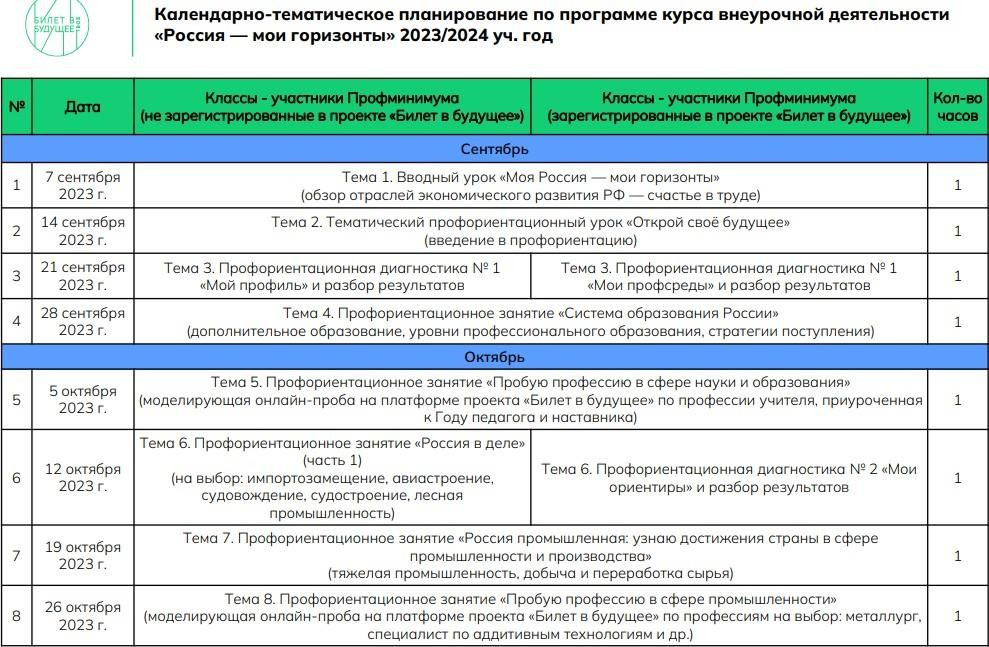 БИЛЕТ В
БУДУЩЕЕ
Календарно-тематическое планирование по программе курса внеурочной деятельности
«Россия — мои горизонты» 2023/2024 уч. год
№
Дата
Классы - участники Профминимума
(не зарегистрированные в проекте «Билет в будущее»)
Классы - участники Профминимума
(зарегистрированные в проекте «Билет в будущее»)
Кол-во
часов
Сентябрь
1
7 сентября
2023 г.
Тема 1. Вводный урок «Моя Россия — мои горизонты»
(обзор отраслей экономического развития РФ — счастье в труде)
1
2
14 сентября
2023 г.
Тема 2. Тематический профориентационный урок «Открой своё будущее»
(введение в профориентацию)
1
3
21 сентября
2023 г.
Тема 3. Профориентационная диагностика № 1
«Мой профиль» и разбор результатов
Тема 3. Профориентационная диагностика № 1
«Мои профсреды» и разбор результатов
1
4
28 сентября
2023 г.
Тема 4. Профориентационное занятие «Система образования России»
(дополнительное образование, уровни профессионального образования, стратегии поступления)
1
Октябрь
5
5 октября
2023 г.
Тема 5. Профориентационное занятие «Пробую профессию в сфере науки и образования»
(моделирующая онлайн-проба на платформе проекта «Билет в будущее» по профессии учителя, приуроченная
к Году педагога и наставника)
1
6
12 октября
2023 г.
Тема 6. Профориентационное занятие «Россия в деле»
(часть 1)
(на выбор: импортозамещение, авиастроение,
судовождение, судостроение, лесная
промышленность)
Тема 6. Профориентационная диагностика № 2 «Мои
ориентиры» и разбор результатов
1
7
19 октября
2023 г.
Тема 7. Профориентационное занятие «Россия промышленная: узнаю достижения страны в сфере
промышленности и производства»
(тяжелая промышленность, добыча и переработка сырья)
1
8
26 октября
2023 г.
Тема 8. Профориентационное занятие «Пробую профессию в сфере промышленности»
(моделирующая онлайн-проба на платформе проекта «Билет в будущее» по профессиям на выбор: металлург,
специалист по аддитивным технологиям и др.)
1